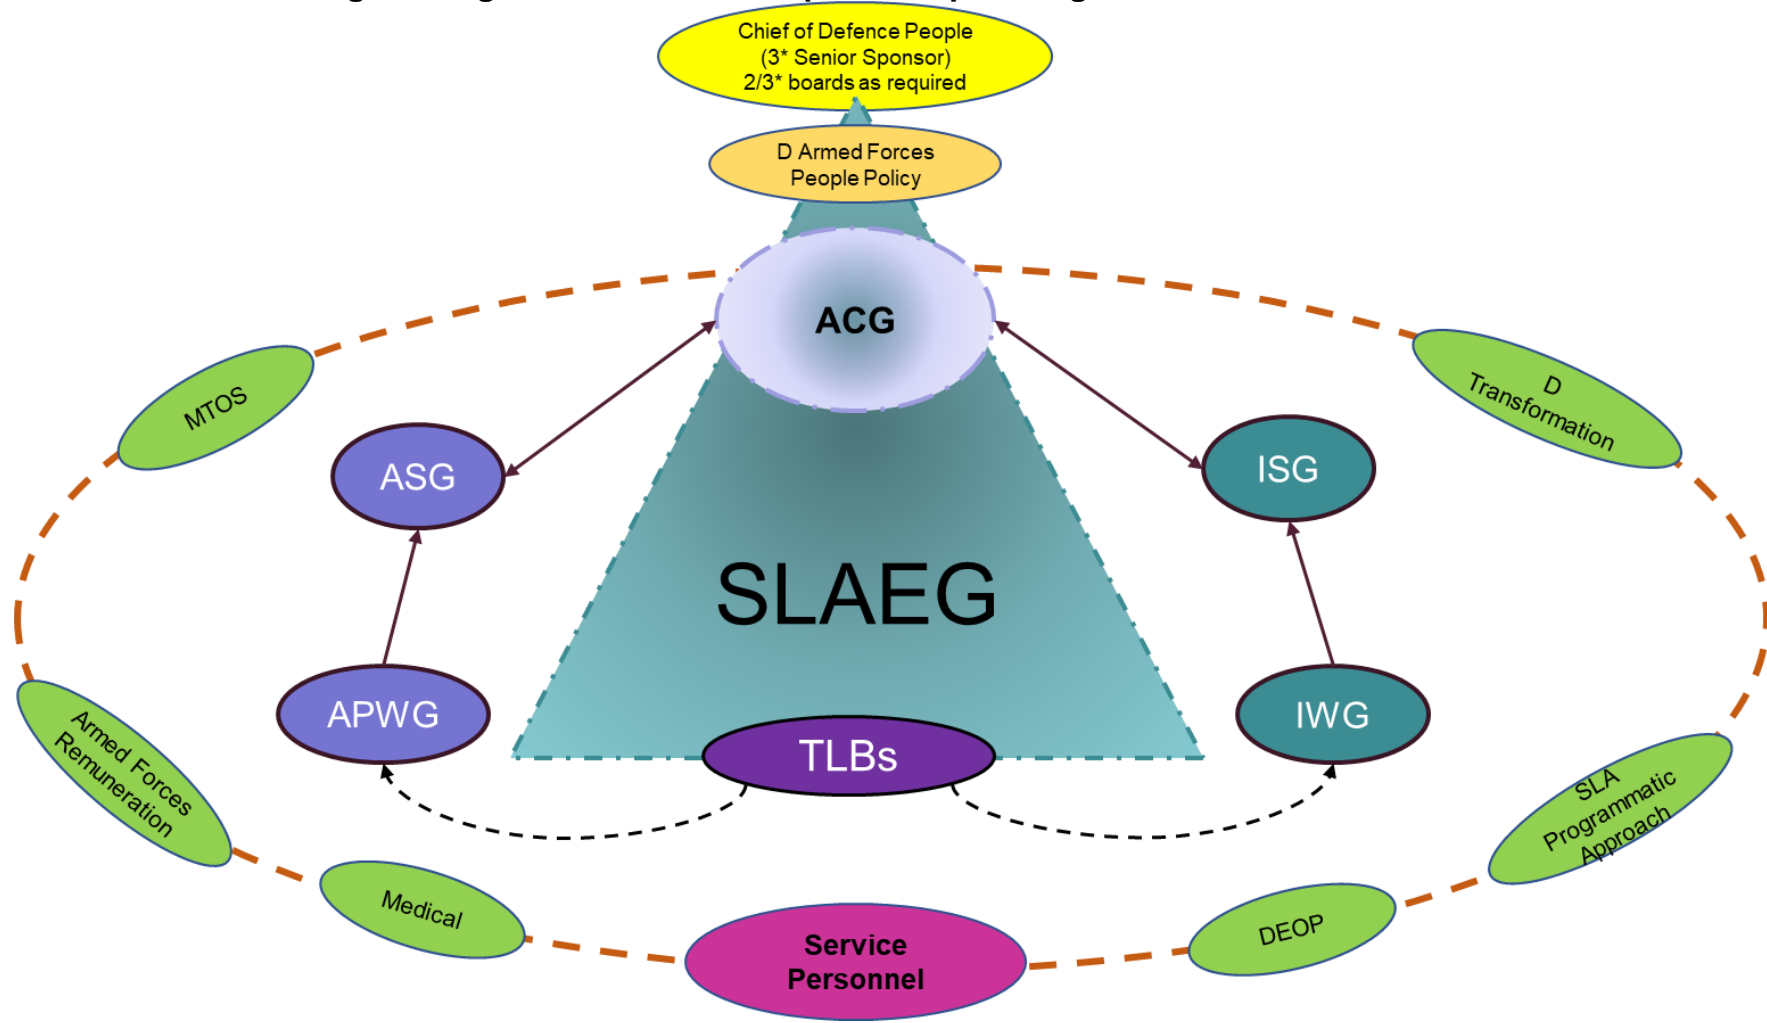 Chief of Defence People
(3* Senior Sponsor)
2/3* boards as required
D Armed Forces
People Policy
ACG
MTOS
D
Transformation
ASG
ISG
SLAEG
APWG
IWG
TLBs
Armed Forces
Remuneration
SLA
Programmatic
Approach
Medical
DEOP
Service
Personnel